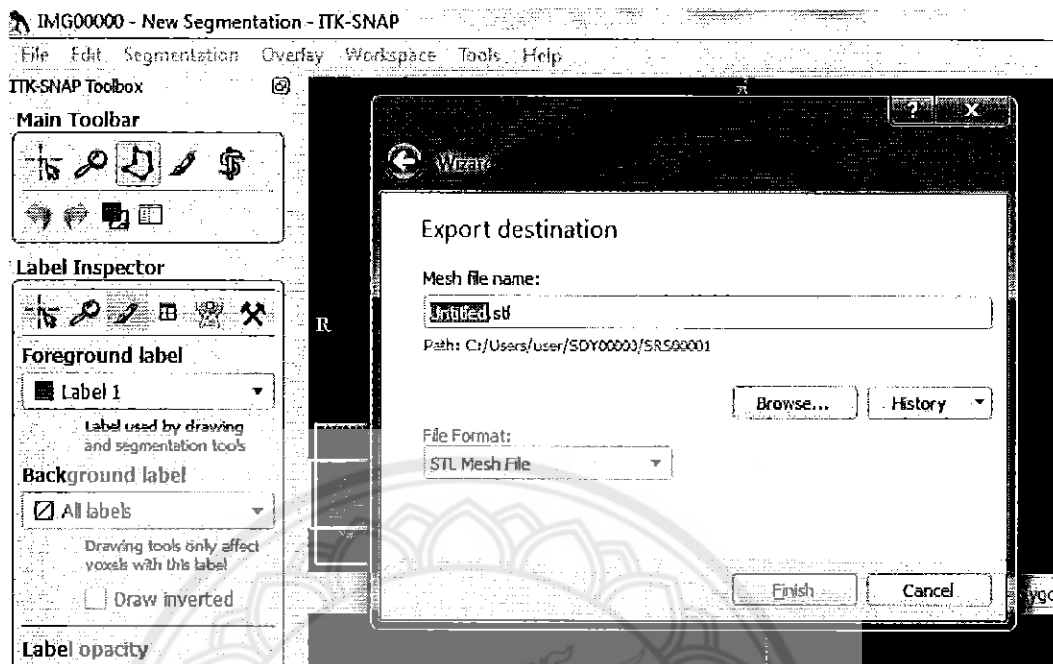 IMG00000 - New Segmentation - ITK-SNAP
File Edit Segmentation Overlay Workspace Tools Help
ITK-SNAP Toolbox
Main Toolbar
Label Inspector
Foreground label
Label 1
Label used by drawing
and segmentation tools
Background label
All labels
Drawing tools only affect
voxels with this label
Draw inverted
Label opacity
R
? X
Export destination
Mesh file name:
Untitled.stl
Path: C:/Users/user/SDY00003/SRS00001
Browse... History
File Format:
STL Mesh File
Finish Cancel